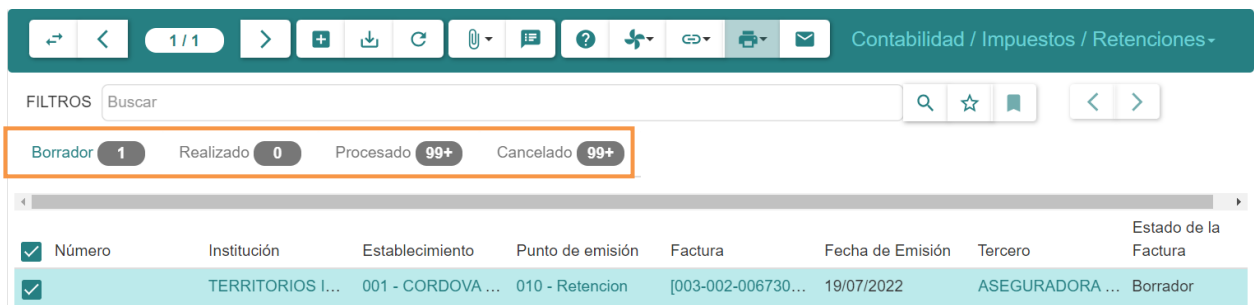 1 / 1 Contabilidad / Impuestos / Retenciones
FILTROS Buscar
Borrador 1 Realizado 0 Procesado 99+ Cancelado 99+
Número Institución Establecimiento Punto de emisión Factura Fecha de Emisión Tercero Estado de la Factura
TERRITORIOS I... 001 - CORDOVA ... 010 - Retencion [003-002-006730... 19/07/2022 ASEGURADORA ... Borrador